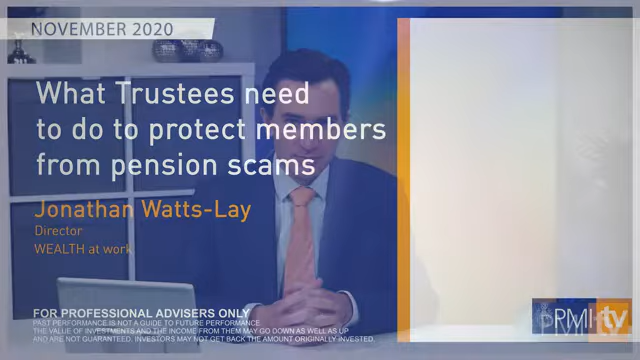 NOVEMBER 2020
What Trustees need
to do to protect members
from pension scams
Jonathan Watts-Lay
Director
WEALTH at work
FOR PROFESSIONAL ADVISERS ONLY
PAST PERFORMANCE IS NOT A GUIDE TO FUTURE PERFORMANCE
THE VALUE OF INVESTMENTS AND THE INCOME FROM THEM MAY GO DOWN AS WELL AS UP
AND ARE NOT GUARANTEED. INVESTORS MAY NOT GET BACK THE AMOUNT ORIGINALLY INVESTED.
tv